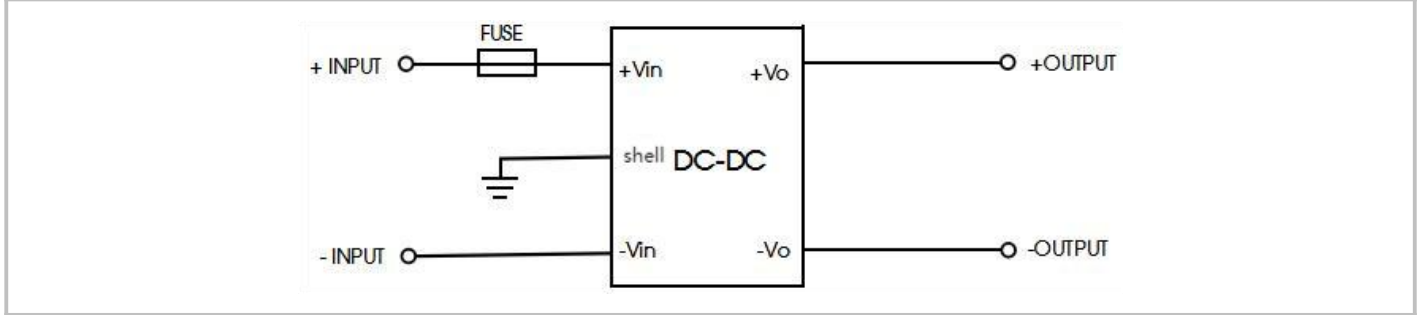 FUSE
+ INPUT
+Vin
+Vo
+OUTPUT
shell
DC-DC
- INPUT
-Vin
-Vo
-OUTPUT